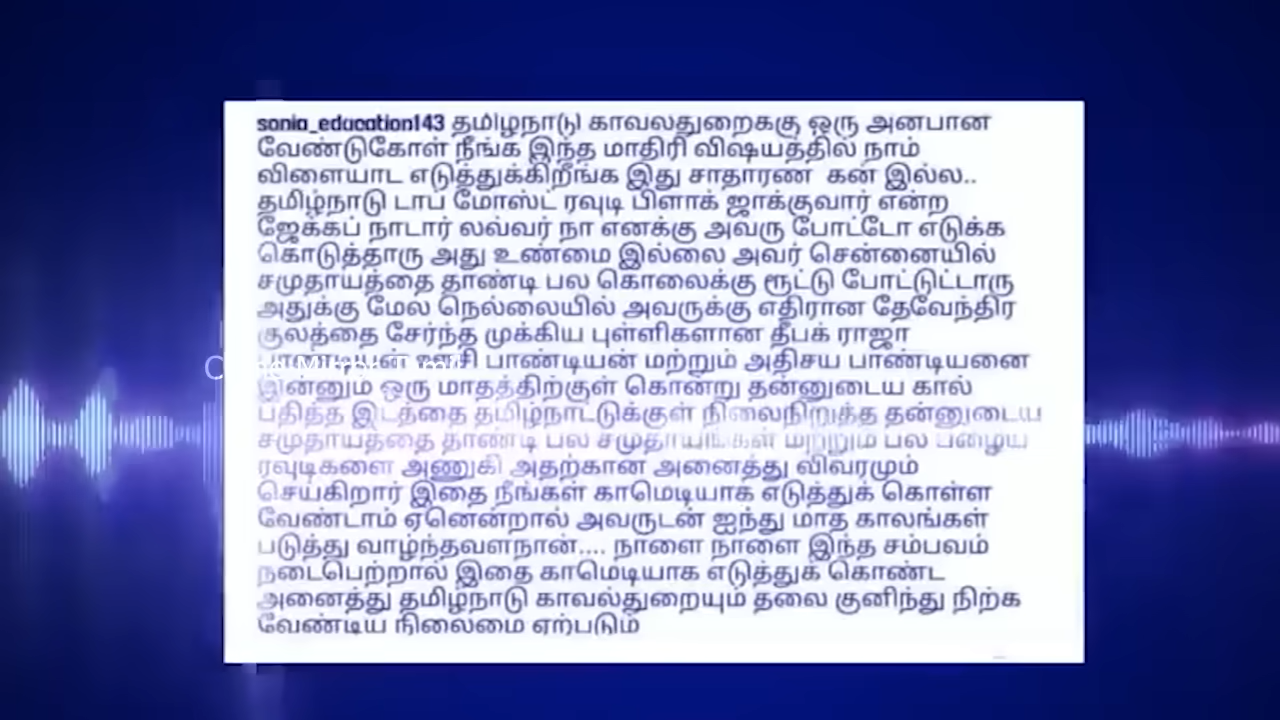 sonia_education143 தமிழ்நாடு காவல்துறைக்கு ஒரு அன்பான
வேண்டுகோள் நீங்க இந்த மாதிரி விஷயத்தில் நாம்
விளையாட எடுத்துக்கிறீங்க இது சாதாரண கன் இல்ல..
தமிழ்நாடு டாப் மோஸ்ட் ரவுடி பிளாக் ஜாக்குவார் என்ற
ஜேக்கப் நாடார் லவ்வர் நா எனக்கு அவரு போட்டோ எடுக்க
கொடுத்தாரு அது உண்மை இல்லை அவர் சென்னையில்
சமுதாயத்தை தாண்டி பல கொலைக்கு ரூட்டு போட்டுட்டாரு
அதுக்கு மேல நெல்லையில் அவருக்கு எதிரான தேவேந்திர
குலத்தை சேர்ந்த முக்கிய புள்ளிகளான தீபக் ராஜா
பாண்டியன் மற்றும் அதிசய பாண்டியனை
இன்னும் ஒரு மாதத்திற்குள் கொன்று தன்னுடைய கால்
பதித்த இடத்தை தமிழ்நாட்டுக்குள் நிலைநிறுத்த தன்னுடைய
சமுதாயத்தை தாண்டி பல சமுதாயங்கள் மற்றும் பல பழைய
ரவுடிகளை அணுகி அதற்கான அனைத்து விவரமும்
செய்கிறார் இதை நீங்கள் காமெடியாக எடுத்துக் கொள்ள
வேண்டாம் ஏனென்றால் அவருடன் ஐந்து மாத காலங்கள்
படுத்து வாழ்ந்தவளநான்.... நாளை நாளை இந்த சம்பவம்
நடைபெற்றால் இதை காமெடியாக எடுத்துக் கொண்ட
அனைத்து தமிழ்நாடு காவல்துறையும் தலை குனிந்து நிற்க
வேண்டிய நிலைமை ஏற்படும்